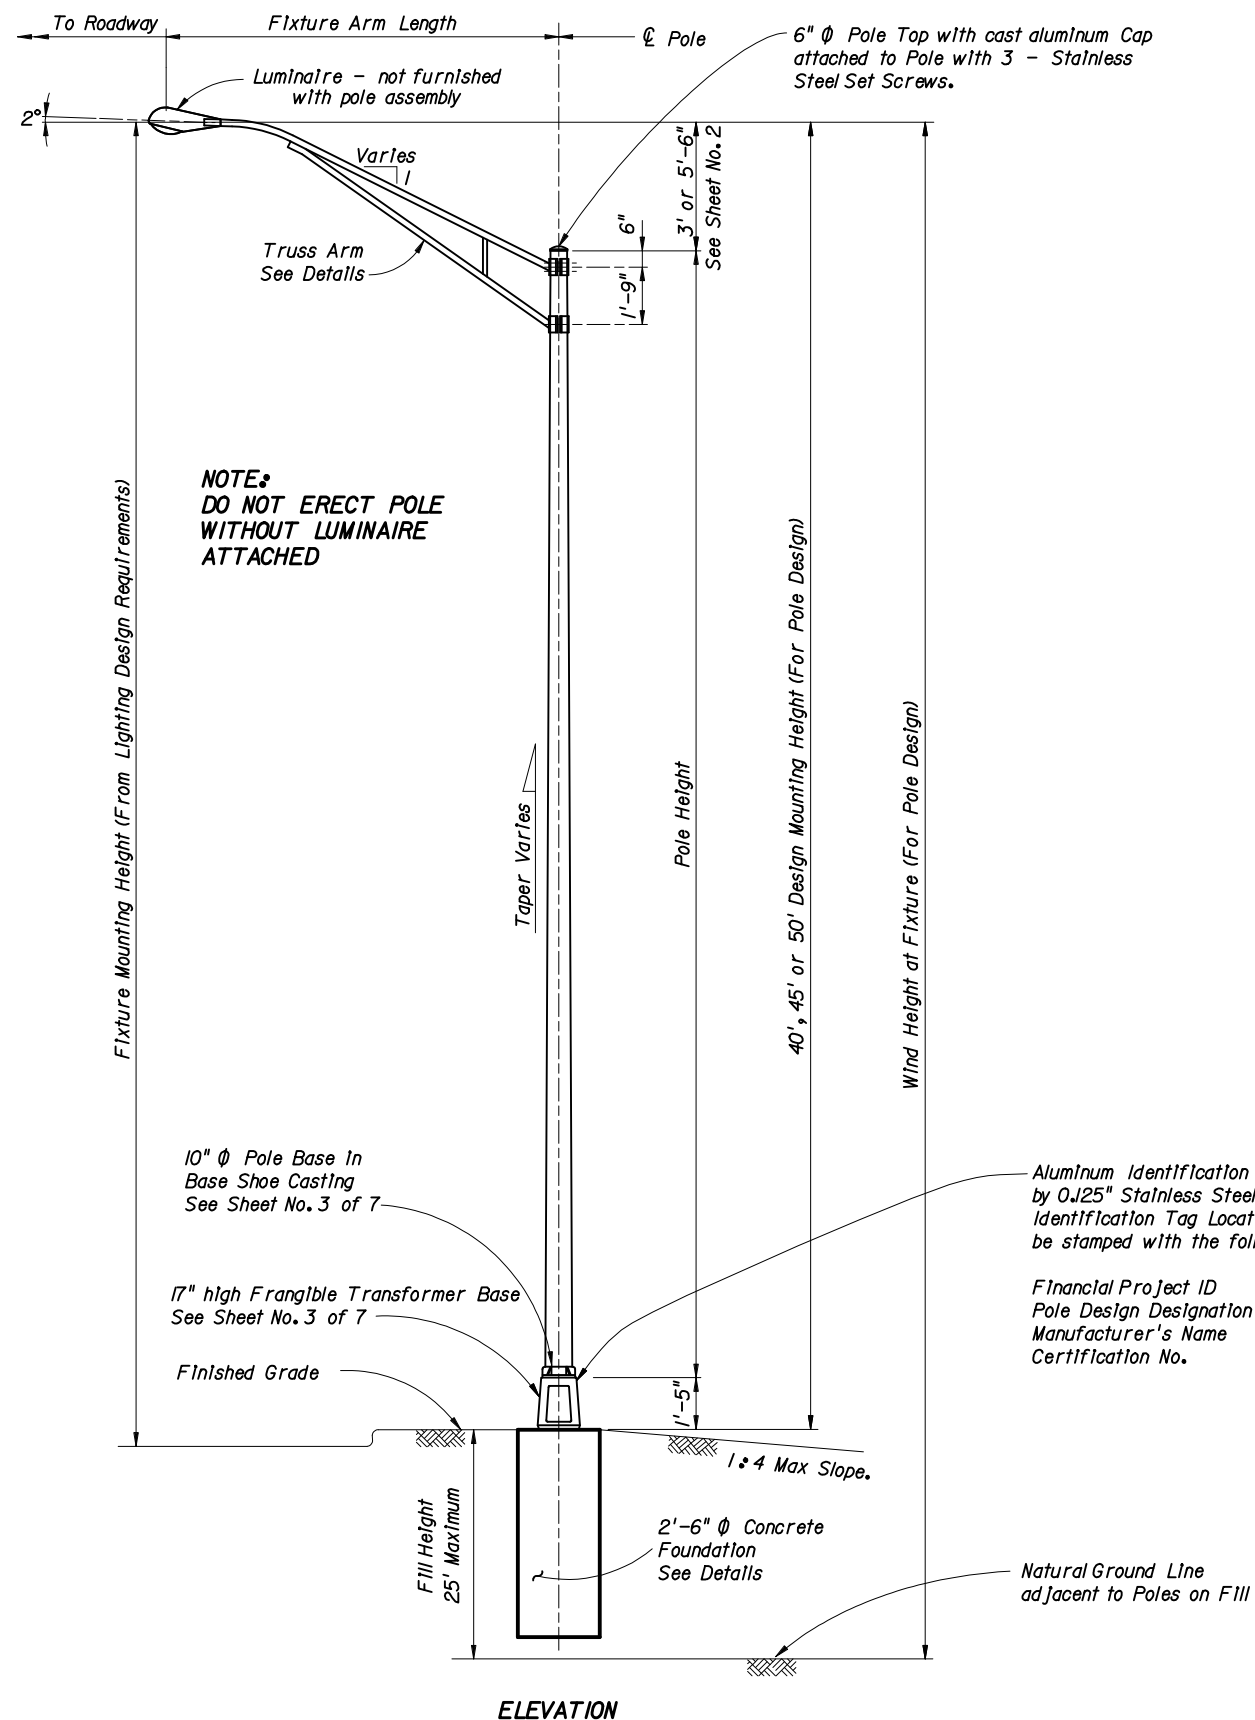 To Roadway
Fixture Arm Length
℄ Pole
6" ϕ Pole Top with cast aluminum Cap
attached to Pole with 3 - Stainless
Steel Set Screws.
Luminaire - not furnished
with pole assembly
2°
Varies
1
Truss Arm
See Details
6"
1'-9"
3' or 5'-6"
See Sheet No. 2
NOTE:
DO NOT ERECT POLE
WITHOUT LUMINAIRE
ATTACHED
Fixture Mounting Height (From Lighting Design Requirements)
Taper Varies
Pole Height
40', 45' or 50' Design Mounting Height (For Pole Design)
Wind Height at Fixture (For Pole Design)
10" ϕ Pole Base in
Base Shoe Casting
See Sheet No. 3 of 7
17" high Frangible Transformer Base
See Sheet No. 3 of 7
Finished Grade
Aluminum Identification
by 0.125" Stainless Steel
Identification Tag Locat
be stamped with the fol
Financial Project ID
Pole Design Designation
Manufacturer's Name
Certification No.
1'-5"
1:4 Max Slope.
Fill Height
25' Maximum
2'-6" ϕ Concrete
Foundation
See Details
Natural Ground Line
adjacent to Poles on Fill
ELEVATION